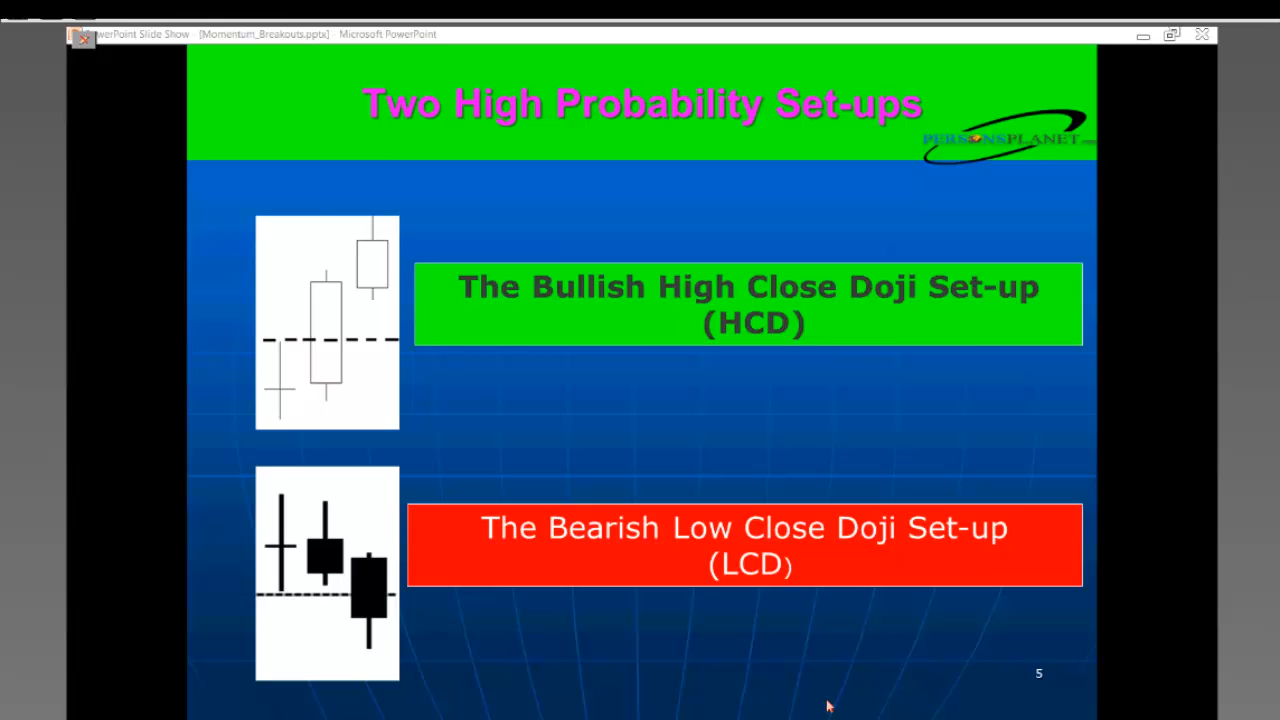 PowerPoint Slide Show - [Momentum_Breakouts.pptx] Microsoft PowerPoint
Two High Probability Set-ups
PERSONSPLANET
The Bullish High Close Doji Set-up
(HCD)
The Bearish Low Close Doji Set-up
(LCD)
5